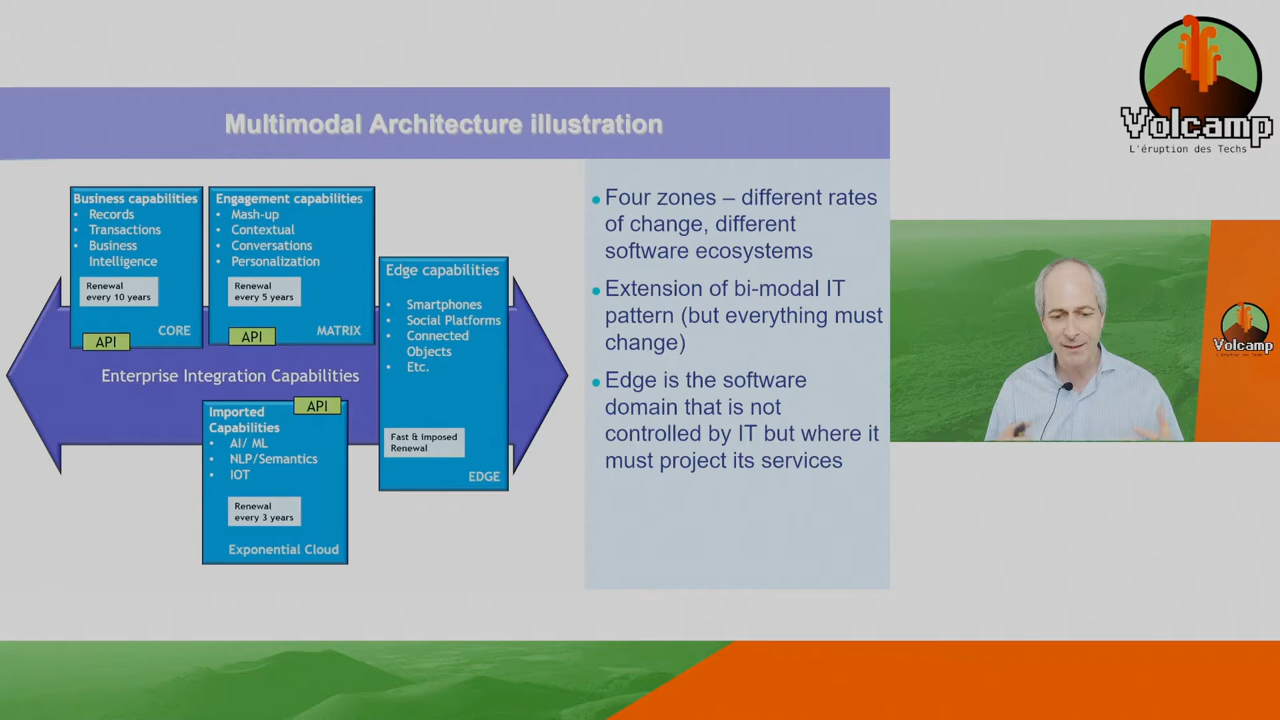 Volcamp
L'éruption des Techs
Multimodal Architecture illustration
Business capabilities
• Records
• Transactions
• Business
Intelligence
Renewal
every 10 years
CORE
API
Engagement capabilities
• Mash-up
• Contextual
• Conversations
• Personalization
Renewal
every 5 years
MATRIX
API
Edge capabilities
• Smartphones
• Social Platforms
• Connected
Objects
• Etc.
Fast & imposed
Renewal
EDGE
Enterprise Integration Capabilities
API
Imported
Capabilities
• AI/ ML
• NLP/Semantics
• IOT
Renewal
every 3 years
Exponential Cloud
• Four zones – different rates
of change, different
software ecosystems
• Extension of bi-modal IT
pattern (but everything must
change)
• Edge is the software
domain that is not
controlled by IT but where it
must project its services
Volcamp
L'éruption des Techs